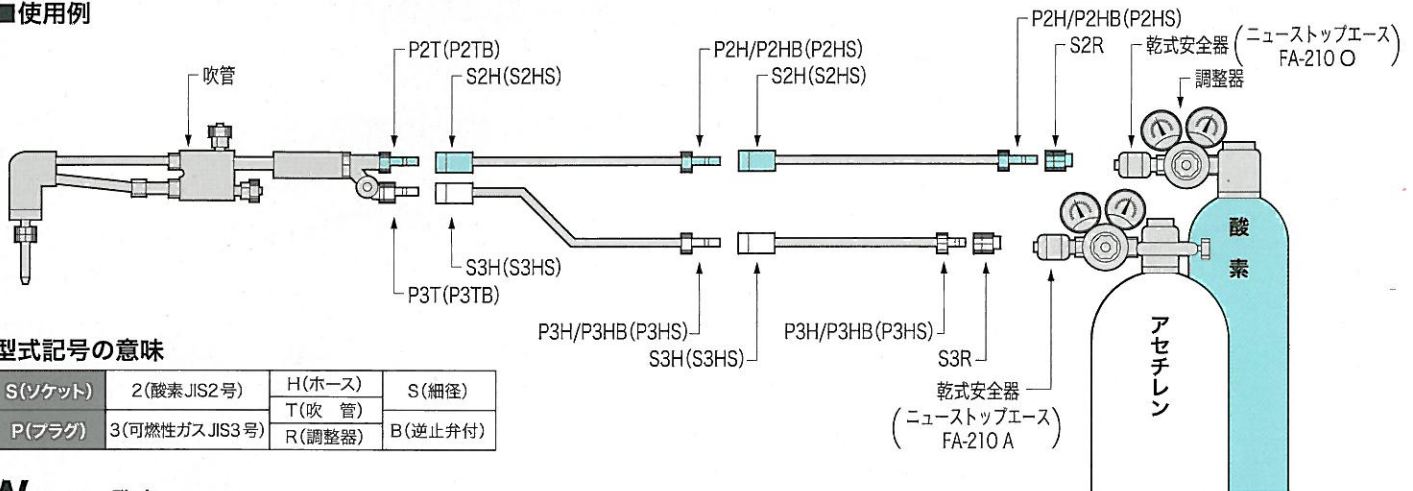 ■使用例
吹管
P2T(P2TB)
S2H(S2HS)
P2H/P2HB(P2HS)
S2H(S2HS)
P2H/P2HB(P2HS)
S2R
乾式安全器(ニューストップエース FA-210 O)
調整器
S3H(S3HS)
P3T(P3TB)
P3H/P3HB(P3HS)
S3H(S3HS)
P3H/P3HB(P3HS)
S3R
乾式安全器
(ニューストップエース
FA-210 A)
酸素
アセチレン
型式記号の意味
S(ソケット) 2(酸素JIS2号) H(ホース) S(細径)
T(吹 管)
P(プラグ) 3(可燃性ガスJIS3号) R(調整器) B(逆止弁付)